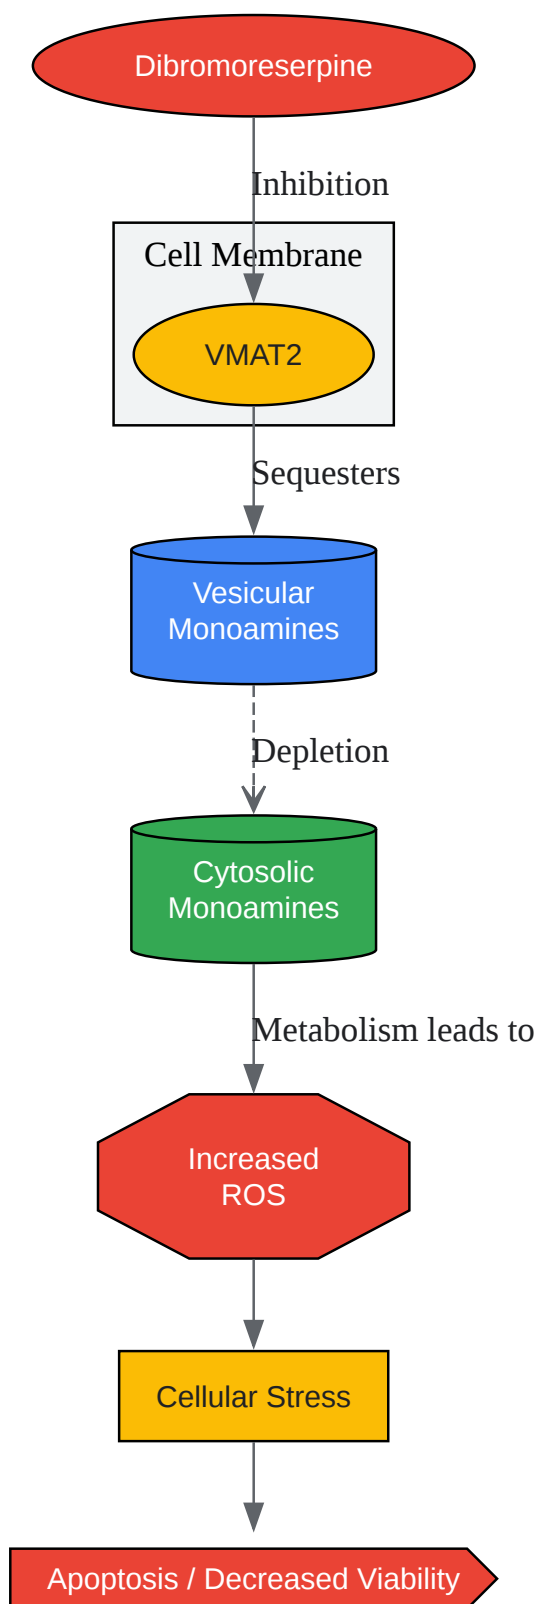 Dibromoreserpine
Inhibition
Cell Membrane
VMAT2
Sequesters
Vesicular
Monoamines
Depletion
Cytosolic
Monoamines
Metabolism leads to
Increased
ROS
Cellular Stress
Apoptosis / Decreased Viability